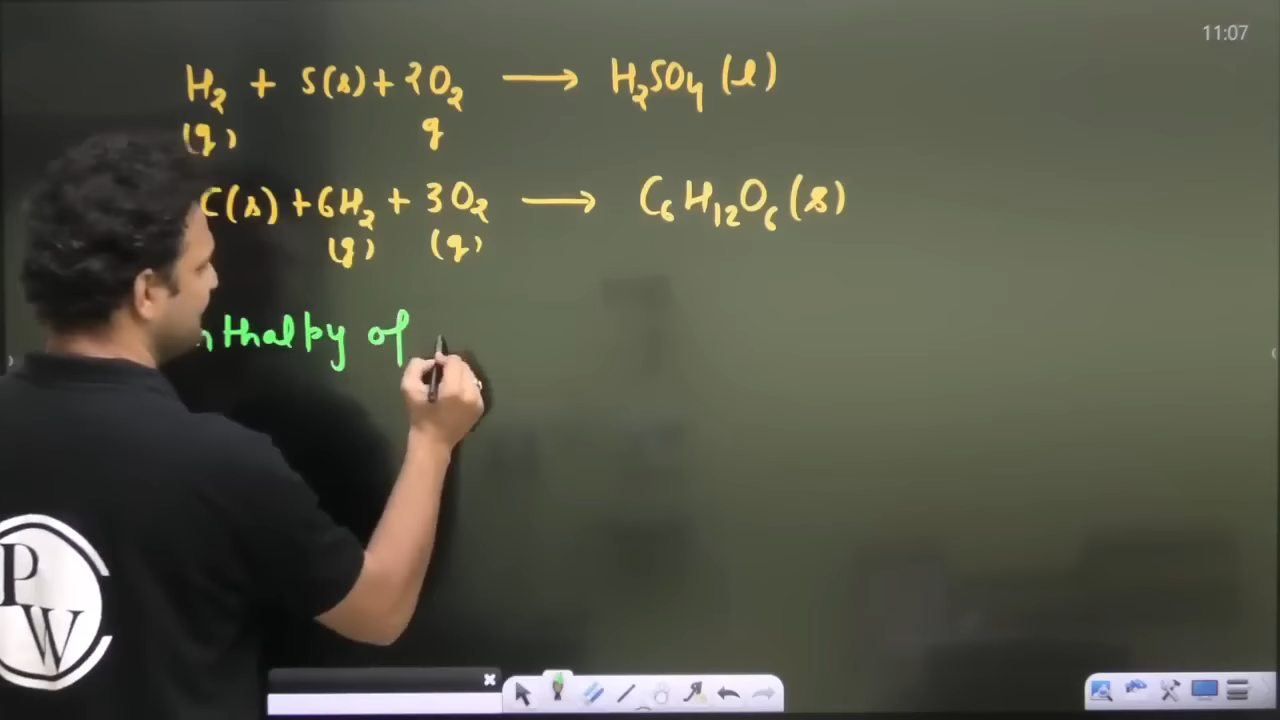 11:07
H₂ + S(s) + 2O₂ ⟶ H₂SO₄ (l)
(g) g
C(s) + 6H₂ + 3O₂ ⟶ C₆H₁₂O₆ (s)
(g) (g)
nthalpy of
P
W